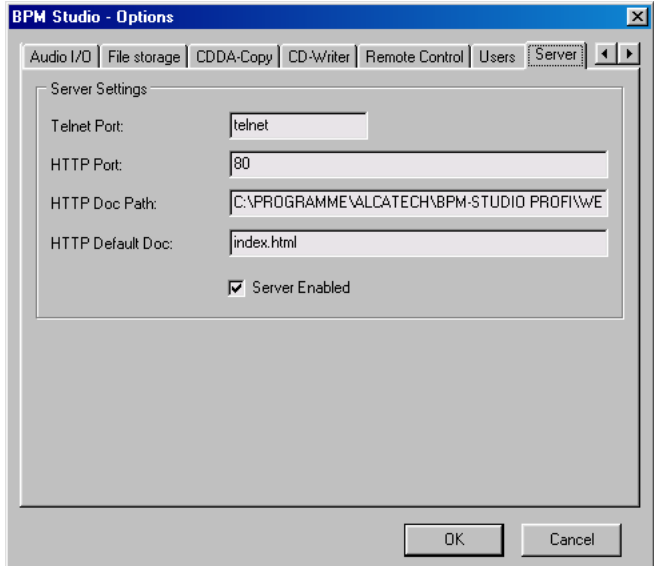 BPM Studio - Options
Audio I/O File storage CDDA-Copy CD-Writer Remote Control Users Server
Server Settings
Telnet Port: telnet
HTTP Port: 80
HTTP Doc Path: C:\PROGRAMME\ALCATECH\BPM-STUDIO PROFI\WE
HTTP Default Doc: index.html
Server Enabled
OK Cancel